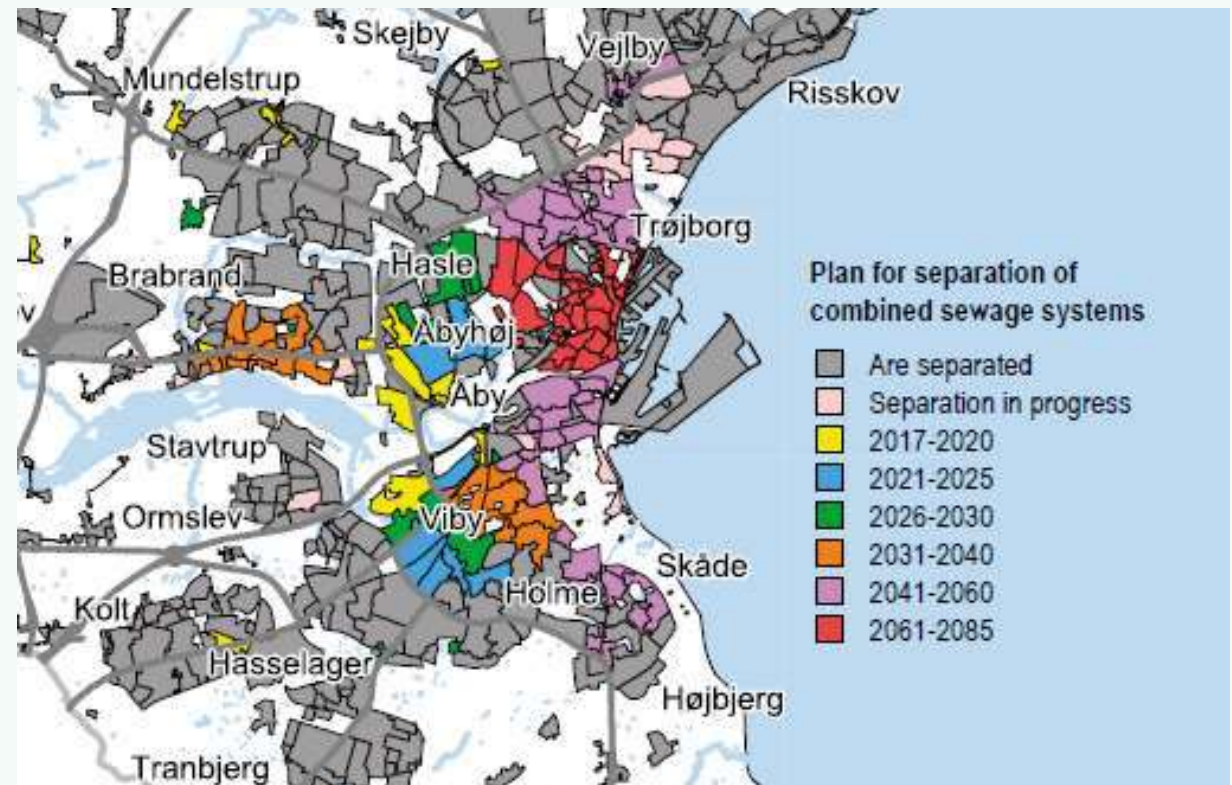 Skejby
Vejlby
Mundelstrup
Risskov
Trøjborg
Hasle
Brabrand
Plan for separation of
combined sewage systems
Åbyhøj
Are separated
Separation in progress
Åby
2017-2020
Stavtrup
2021-2025
Ormslev
Viby
2026-2030
2031-2040
Skåde
Holme
2041-2060
Kolt
2061-2085
Hasselager
Højbjerg
Tranbjerg